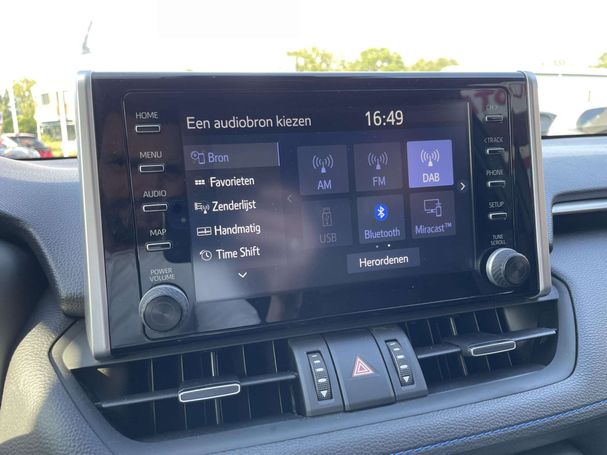 HOME
MENU
AUDIO
MAP
POWER
VOLUME
Een audiobron kiezen
16:49
Bron
Favorieten
Zenderlijst
Handmatig
Time Shift
AM
FM
DAB
USB
Bluetooth
Miracast™
Herordenen
TRACK
PHONE
SETUP
TUNE
SCROLL